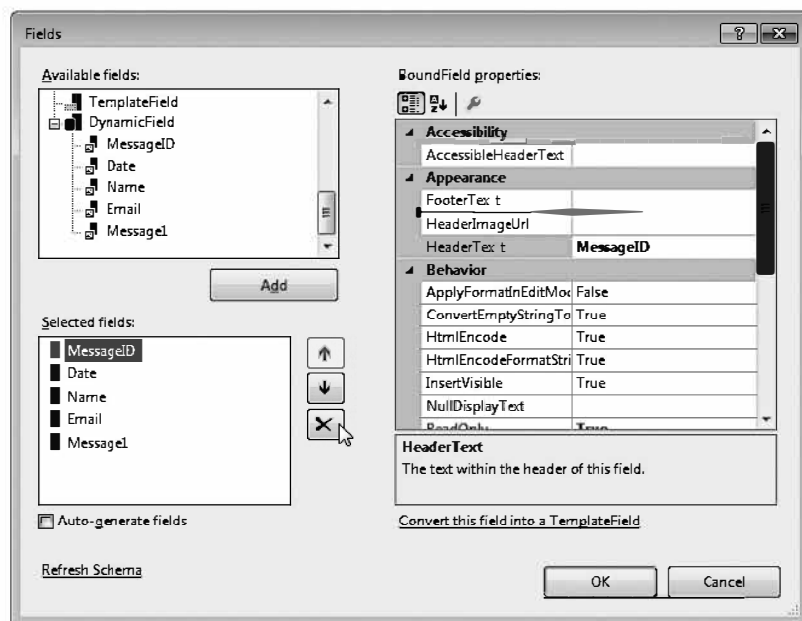 Fields
Available fields:
TemplateField
DynamicField
MessageID
Date
Name
Email
Message1
Add
Selected fields:
MessageID
Date
Name
Email
Message1
Auto-generate fields
Refresh Schema
BoundField properties:
Accessibility
AccessibleHeaderText
Appearance
FooterTex t
HeaderImageUrl
HeaderTex t MessageID
Behavior
ApplyFormatInEditMoc False
ConvertEmptyStringTo True
HtmlEncode True
HtmlEncodeFormatStri True
InsertVisible True
NullDisplayText
ReadOnly True
HeaderText
The text within the header of this field.
Convert this field into a TemplateField
OK
Cancel